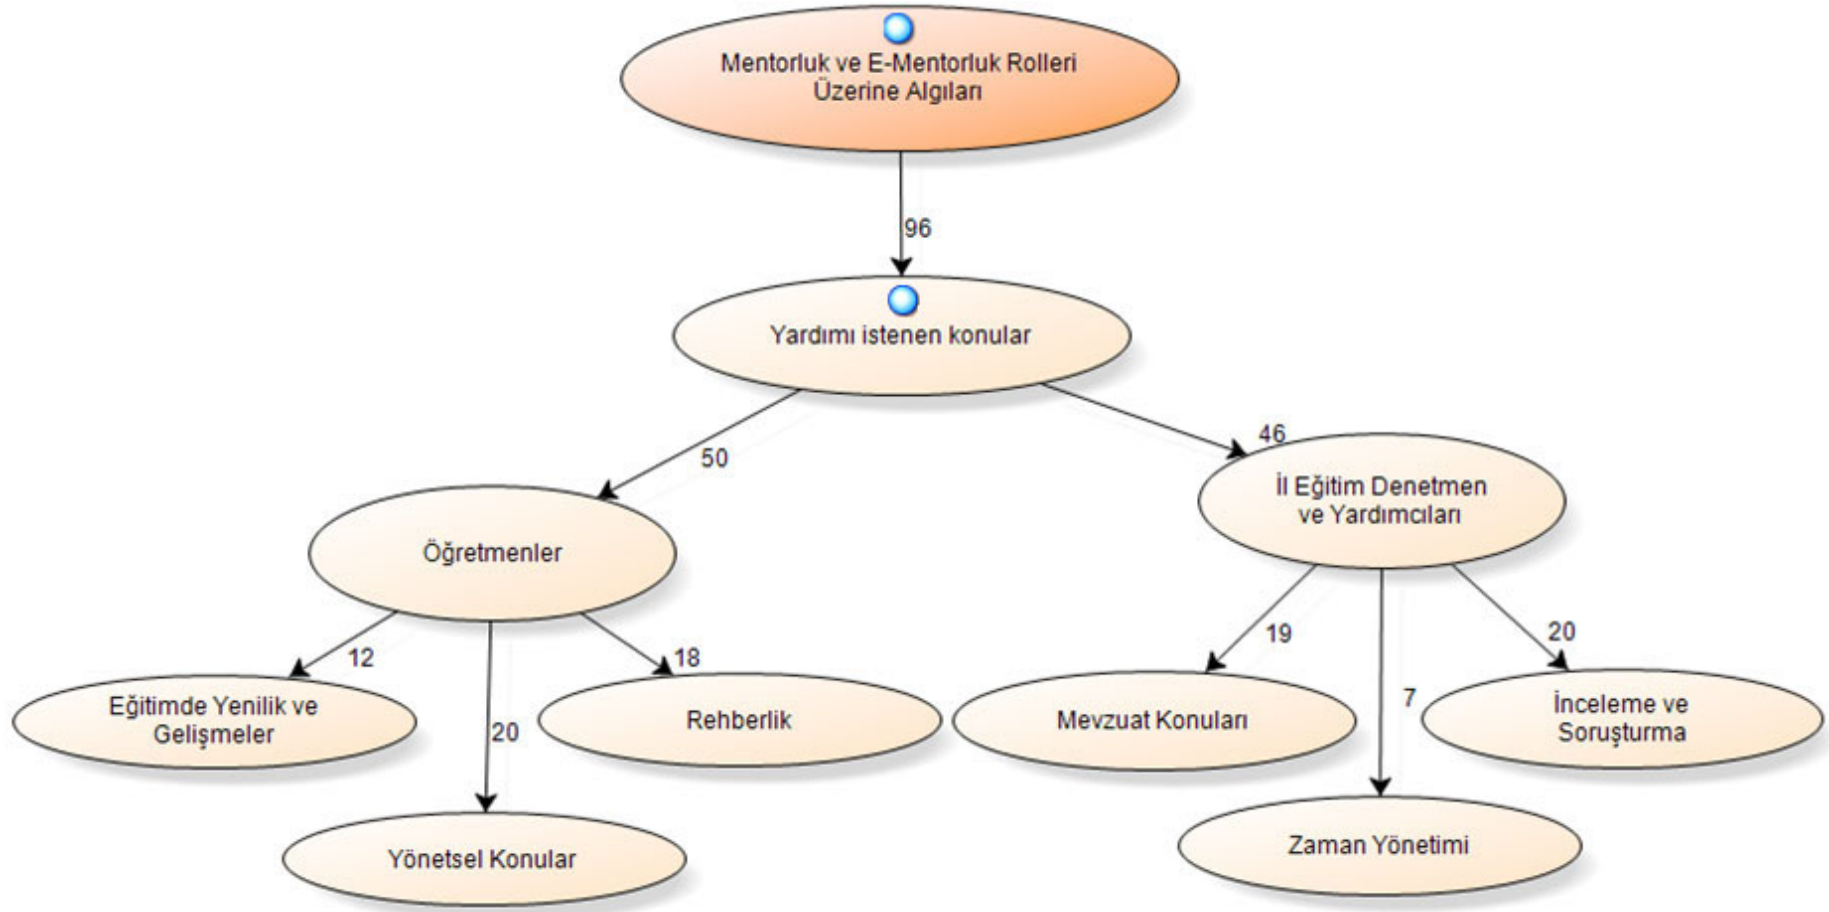 Mentorluk ve E-Mentorluk Rolleri
Üzerine Algıları
96
Yardımı istenen konular
50
46
Öğretmenler
İl Eğitim Denetmen
ve Yardımcıları
12
20
18
19
7
20
Eğitimde Yenilik ve
Gelişmeler
Rehberlik
Mevzuat Konuları
İnceleme ve
Soruşturma
Yönetsel Konular
Zaman Yönetimi